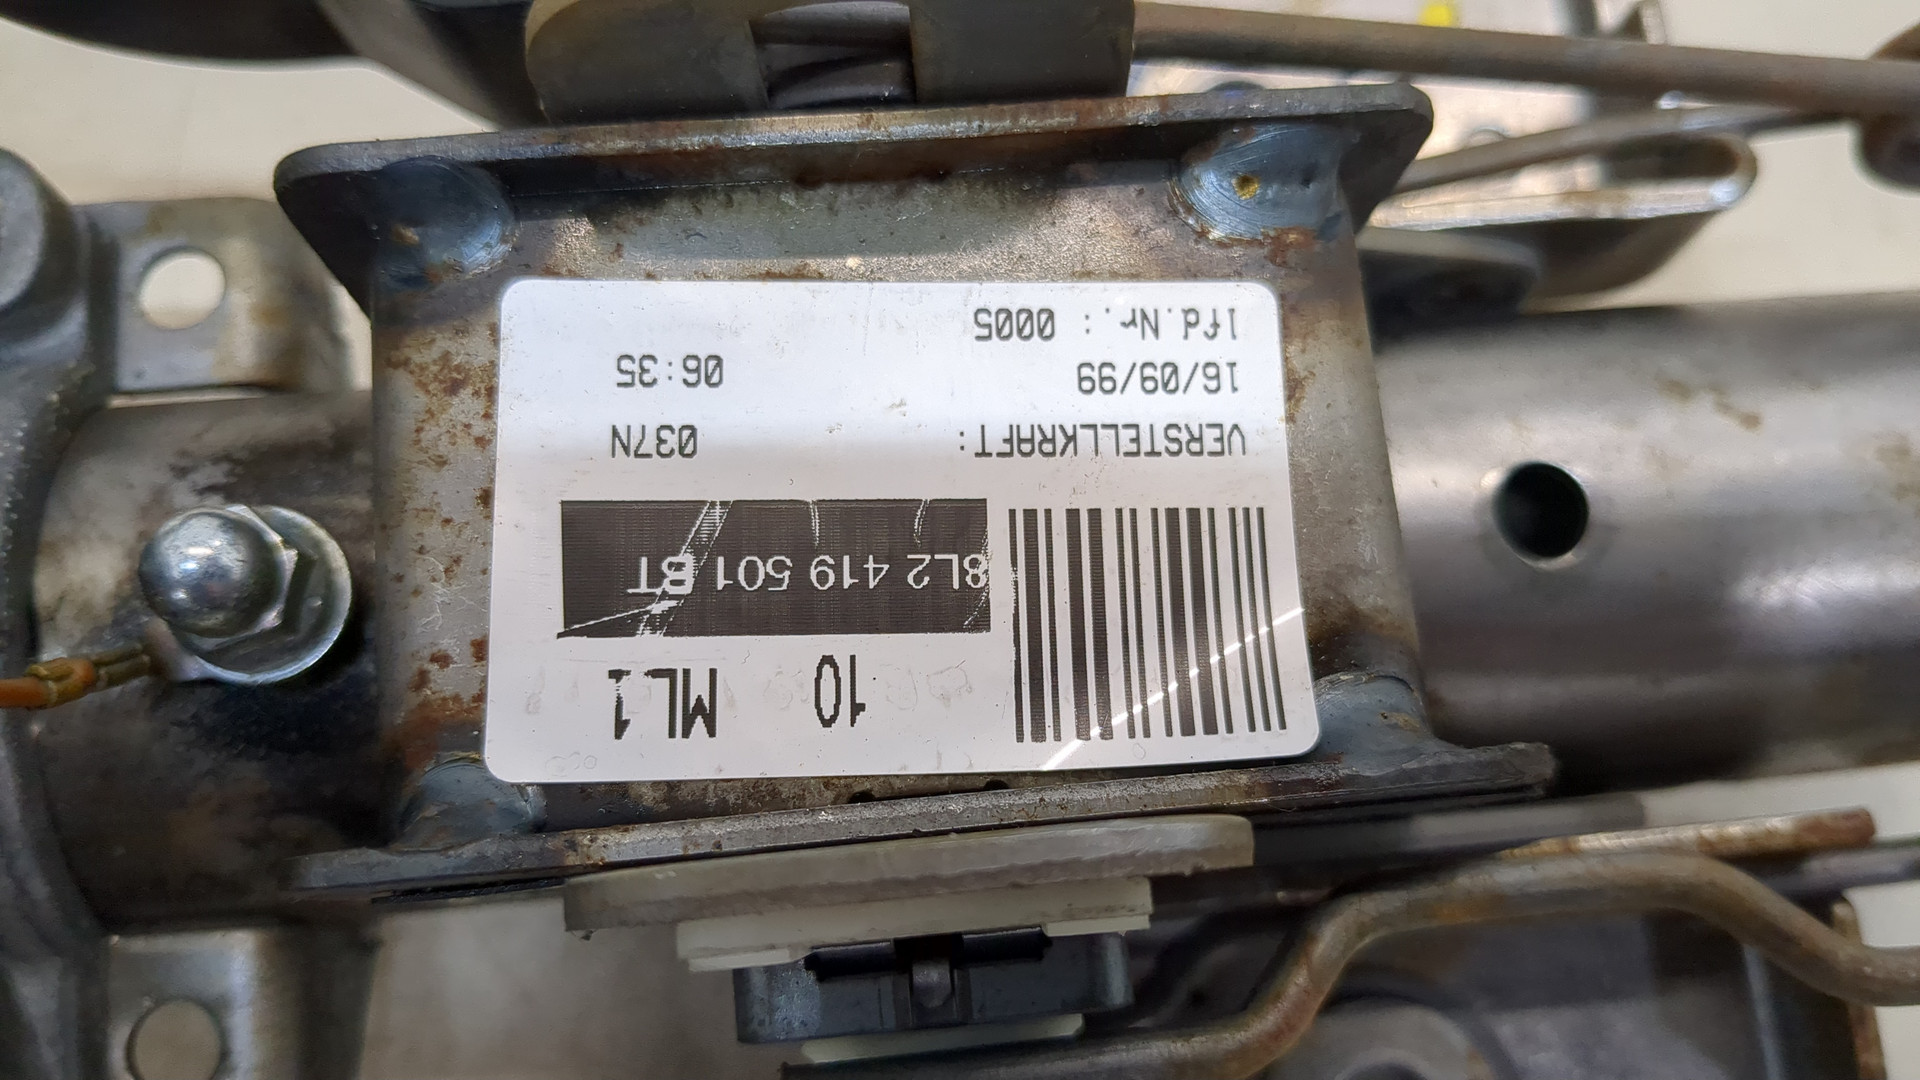 10 ML1
8L2 419 501 BT
VERSTELLKRAFT: 037N
16/09/99 06:35
lfd.Nr.: 0005